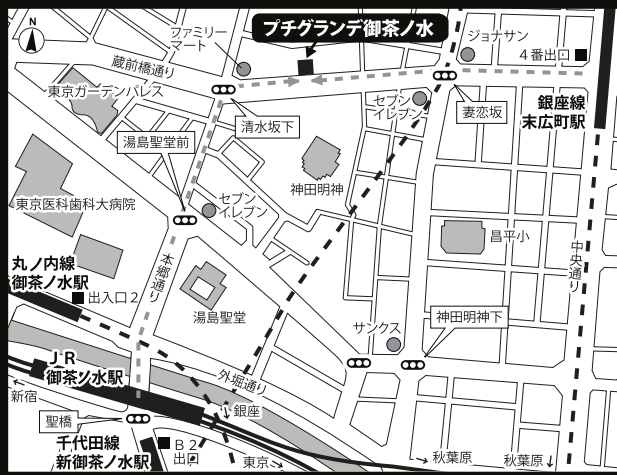 N
ファミリー
マート
プチグランデ御茶ノ水
ジョナサン
4番出口
蔵前橋通り
東京ガーデンパレス
セブン
イレブン
妻恋坂
銀座線
末広町駅
清水坂下
湯島聖堂前
神田明神
東京医科歯科大病院
セブン
イレブン
昌平小
中央通り
本郷通り
丸ノ内線
御茶ノ水駅
出入口2
湯島聖堂
サンクス
神田明神下
JR
御茶ノ水駅
外堀通り
新宿
銀座
聖橋
千代田線
新御茶ノ水駅
B2
出口
東京
秋葉原
秋葉原